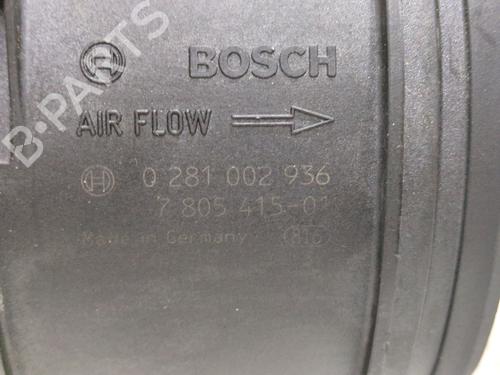 BOSCH
AIR FLOW
0 281 002 936
7 805 415-01
Made in Germany
B-PARTS